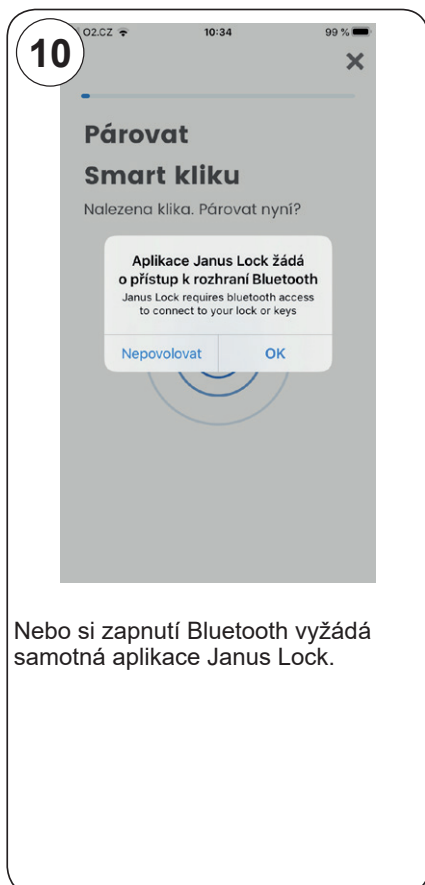 10
O2.CZ 10:34 99 %
Párovat
Smart kliku
Nalezena klika. Párovat nyní?
Aplikace Janus Lock žádá
o přístup k rozhraní Bluetooth
Janus Lock requires bluetooth access
to connect to your lock or keys
Nepovolovat OK
Nebo si zapnutí Bluetooth vyžádá
samotná aplikace Janus Lock.